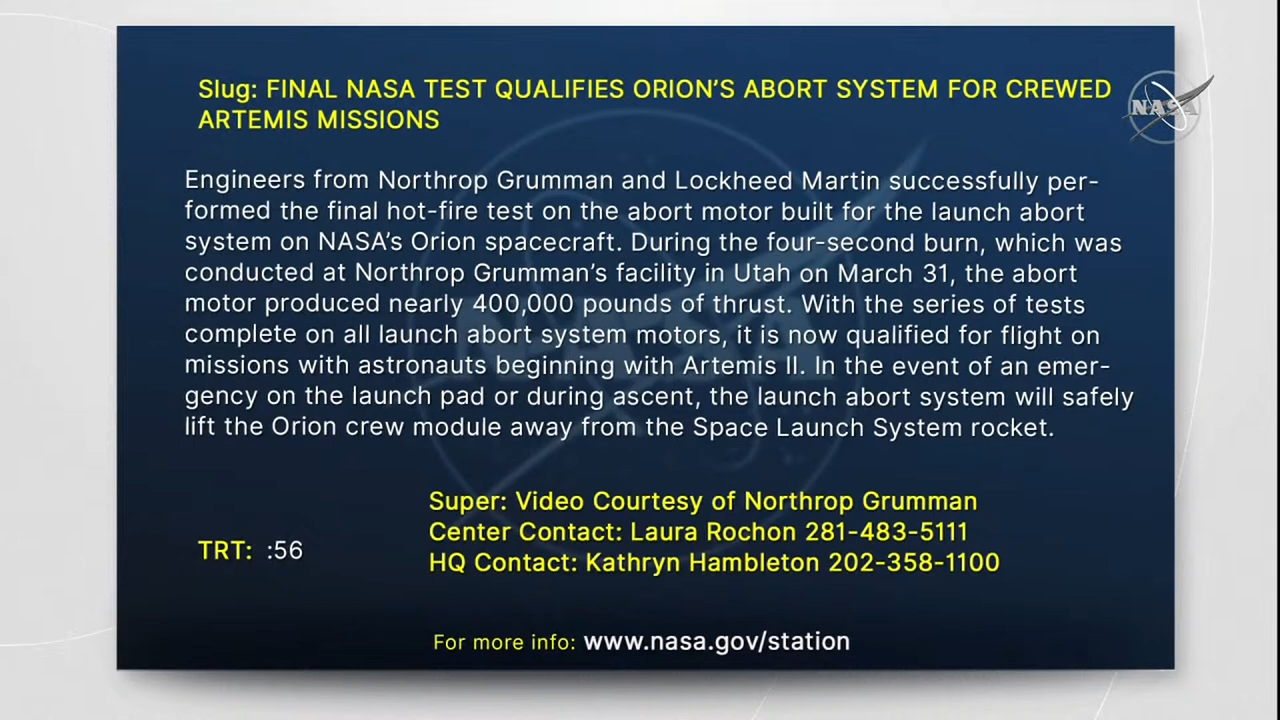 Slug: FINAL NASA TEST QUALIFIES ORION’S ABORT SYSTEM FOR CREWED
ARTEMIS MISSIONS
NASA
Engineers from Northrop Grumman and Lockheed Martin successfully per-
formed the final hot-fire test on the abort motor built for the launch abort
system on NASA’s Orion spacecraft. During the four-second burn, which was
conducted at Northrop Grumman’s facility in Utah on March 31, the abort
motor produced nearly 400,000 pounds of thrust. With the series of tests
complete on all launch abort system motors, it is now qualified for flight on
missions with astronauts beginning with Artemis II. In the event of an emer-
gency on the launch pad or during ascent, the launch abort system will safely
lift the Orion crew module away from the Space Launch System rocket.
Super: Video Courtesy of Northrop Grumman
Center Contact: Laura Rochon 281-483-5111
TRT: :56
HQ Contact: Kathryn Hambleton 202-358-1100
For more info: www.nasa.gov/station